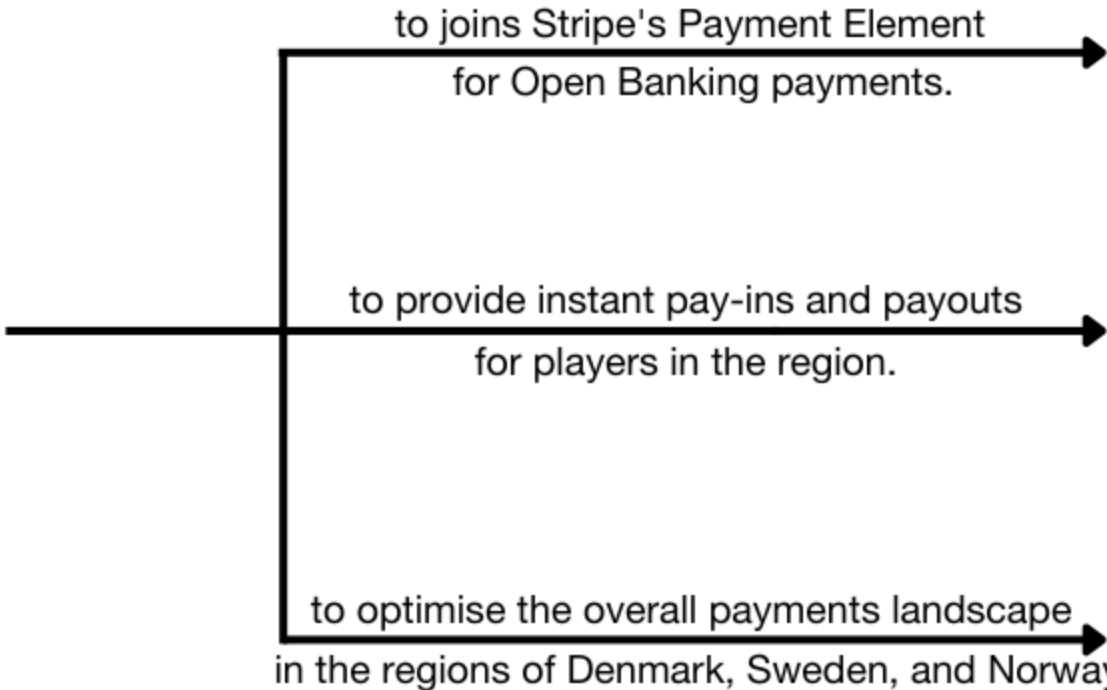 to joins Stripe's Payment Element
for Open Banking payments.
to provide instant pay-ins and payouts
for players in the region.
to optimise the overall payments landscape
in the regions of Denmark, Sweden, and Norway